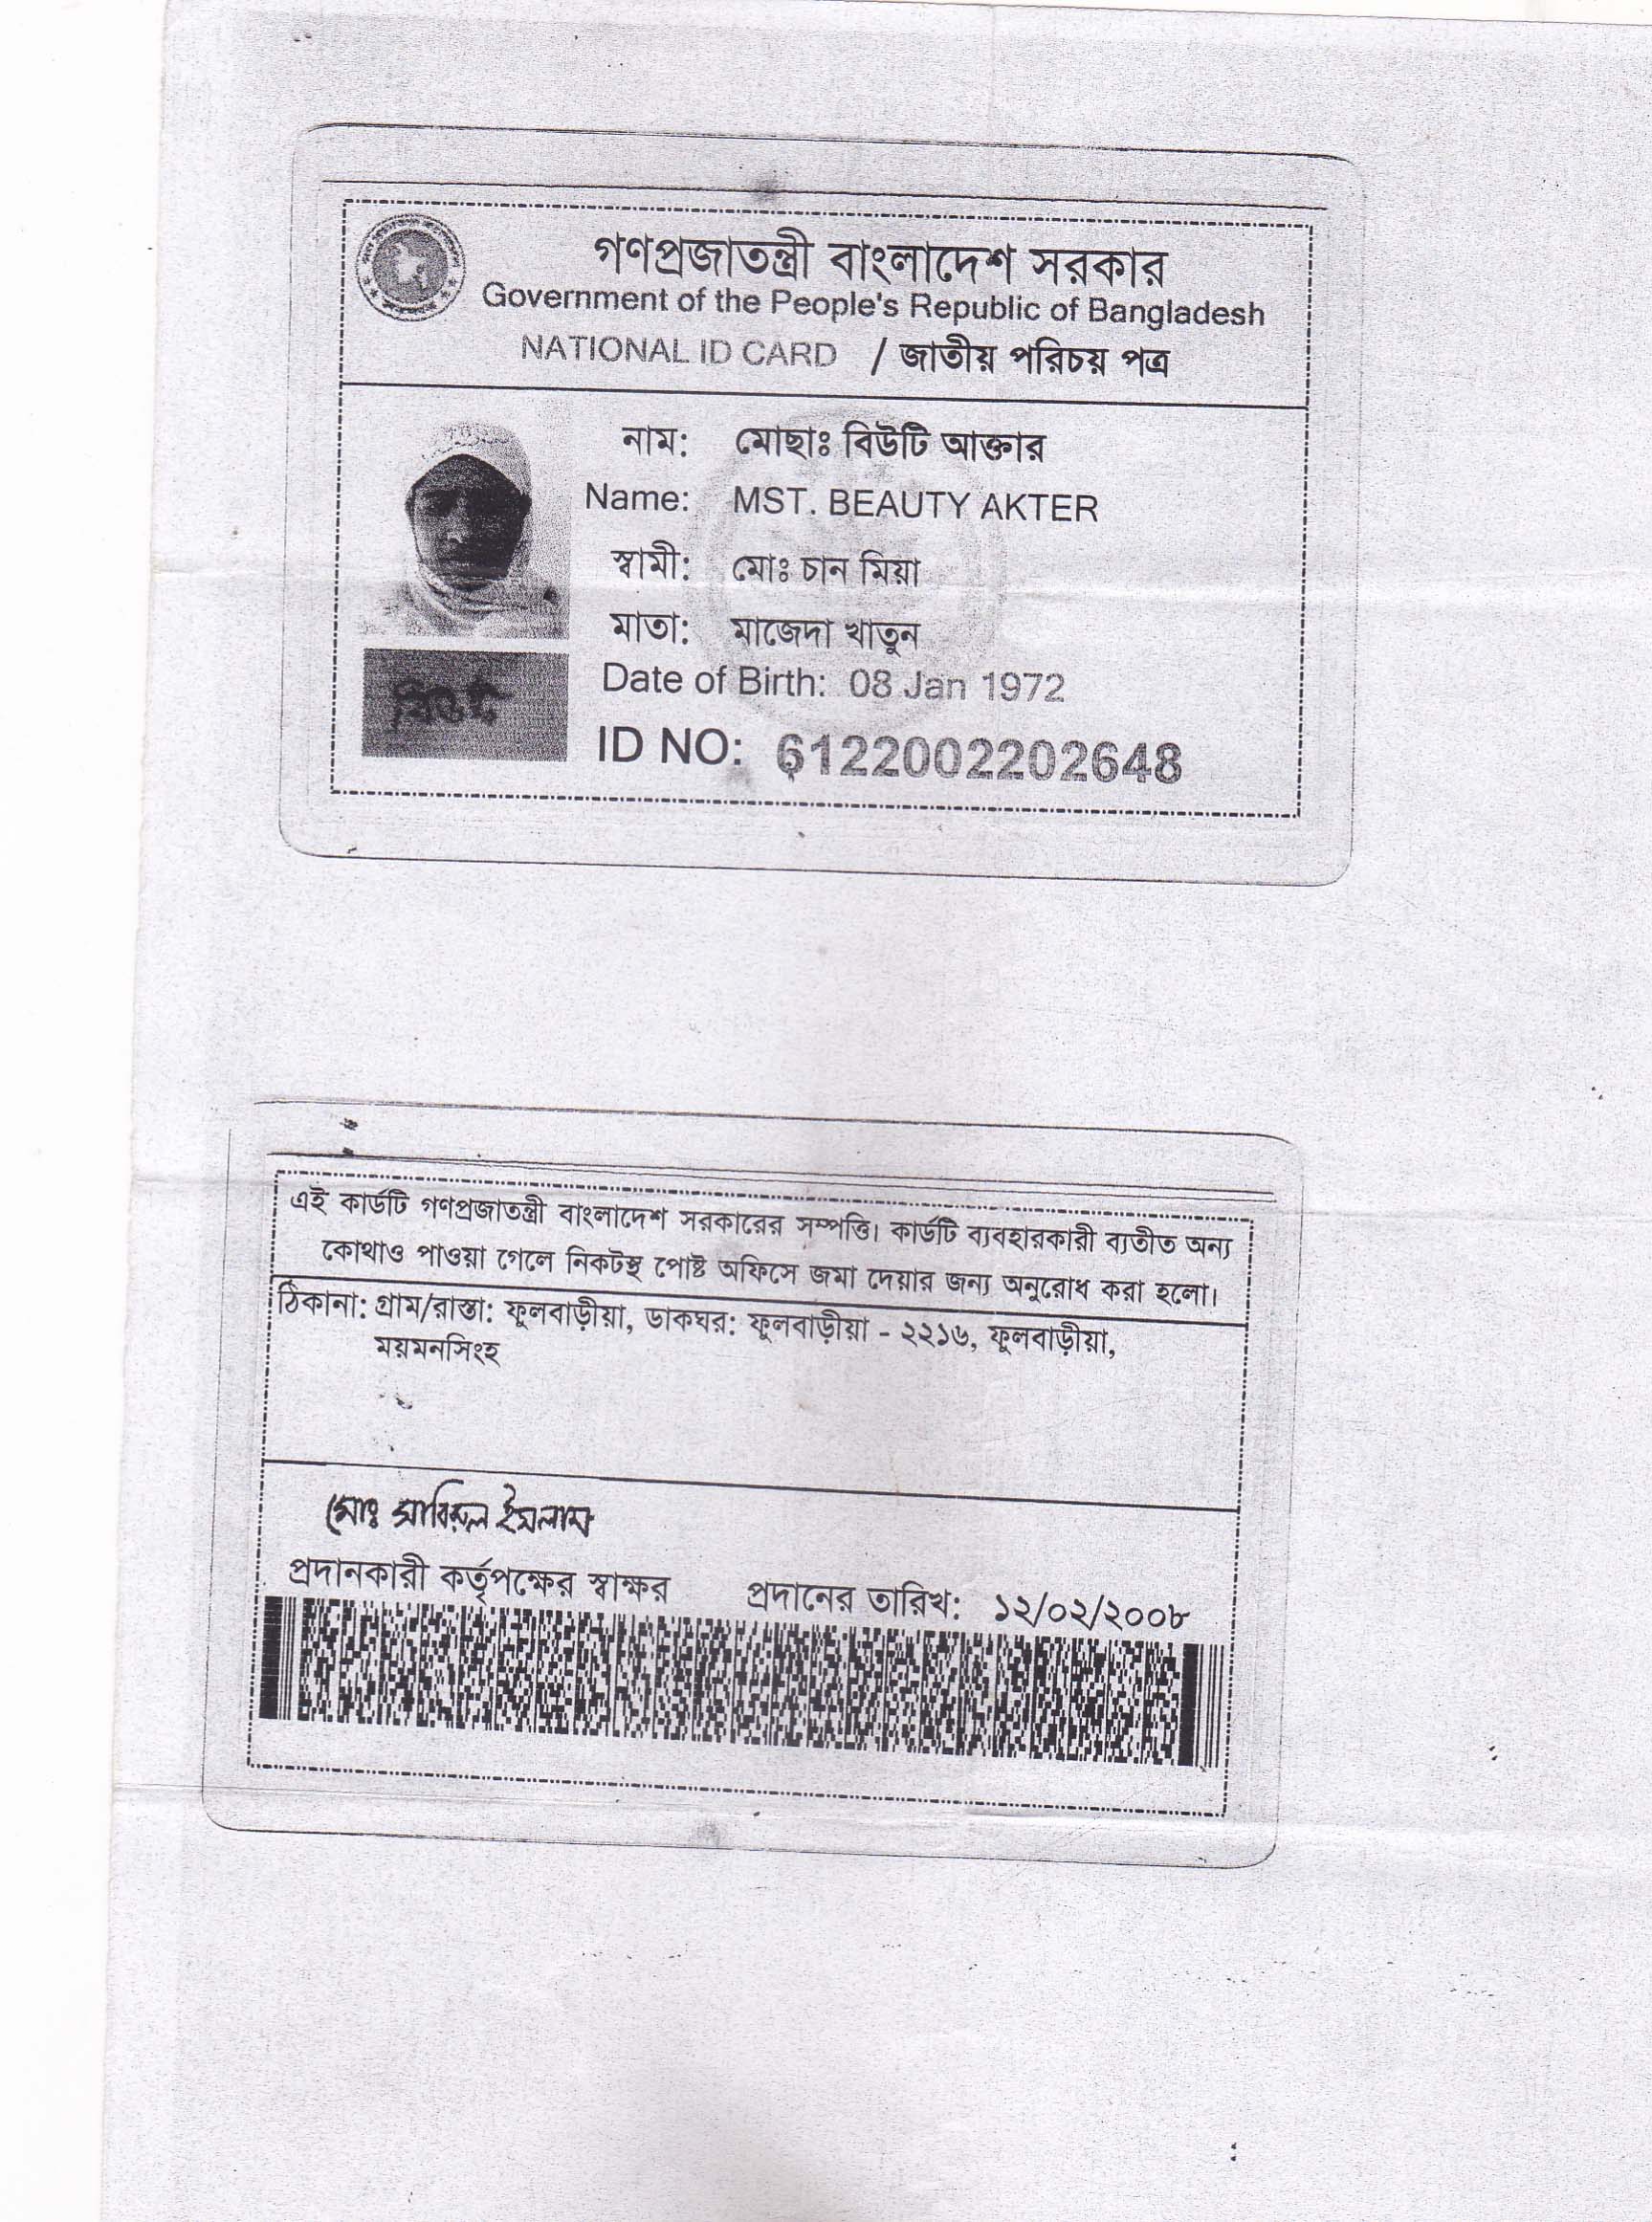 গণপ্রজাতন্ত্রী বাংলাদেশ সরকার
Government of the People's Republic of Bangladesh
NATIONAL ID CARD / জাতীয় পরিচয় পত্র
নাম: মোছাঃ বিউটি আক্তার
Name: MST. BEAUTY AKTER
স্বামী: মোঃ চান মিয়া
মাতা: মাজেদা খাতুন
Date of Birth: 08 Jan 1972
বিউটি
ID NO: 6122002202648
এই কার্ডটি গণপ্রজাতন্ত্রী বাংলাদেশ সরকারের সম্পত্তি। কার্ডটি ব্যবহারকারী ব্যতীত অন্য
কোথাও পাওয়া গেলে নিকটস্থ পোষ্ট অফিসে জমা দেয়ার জন্য অনুরোধ করা হলো।
ঠিকানা: গ্রাম/রাস্তা: ফুলবাড়ীয়া, ডাকঘর: ফুলবাড়ীয়া - ২২১৬, ফুলবাড়ীয়া,
ময়মনসিংহ
মোঃ সাবিরুল ইসলাম
প্রদানকারী কর্তৃপক্ষের স্বাক্ষর প্রদানের তারিখ: ১২/০২/২০০৮